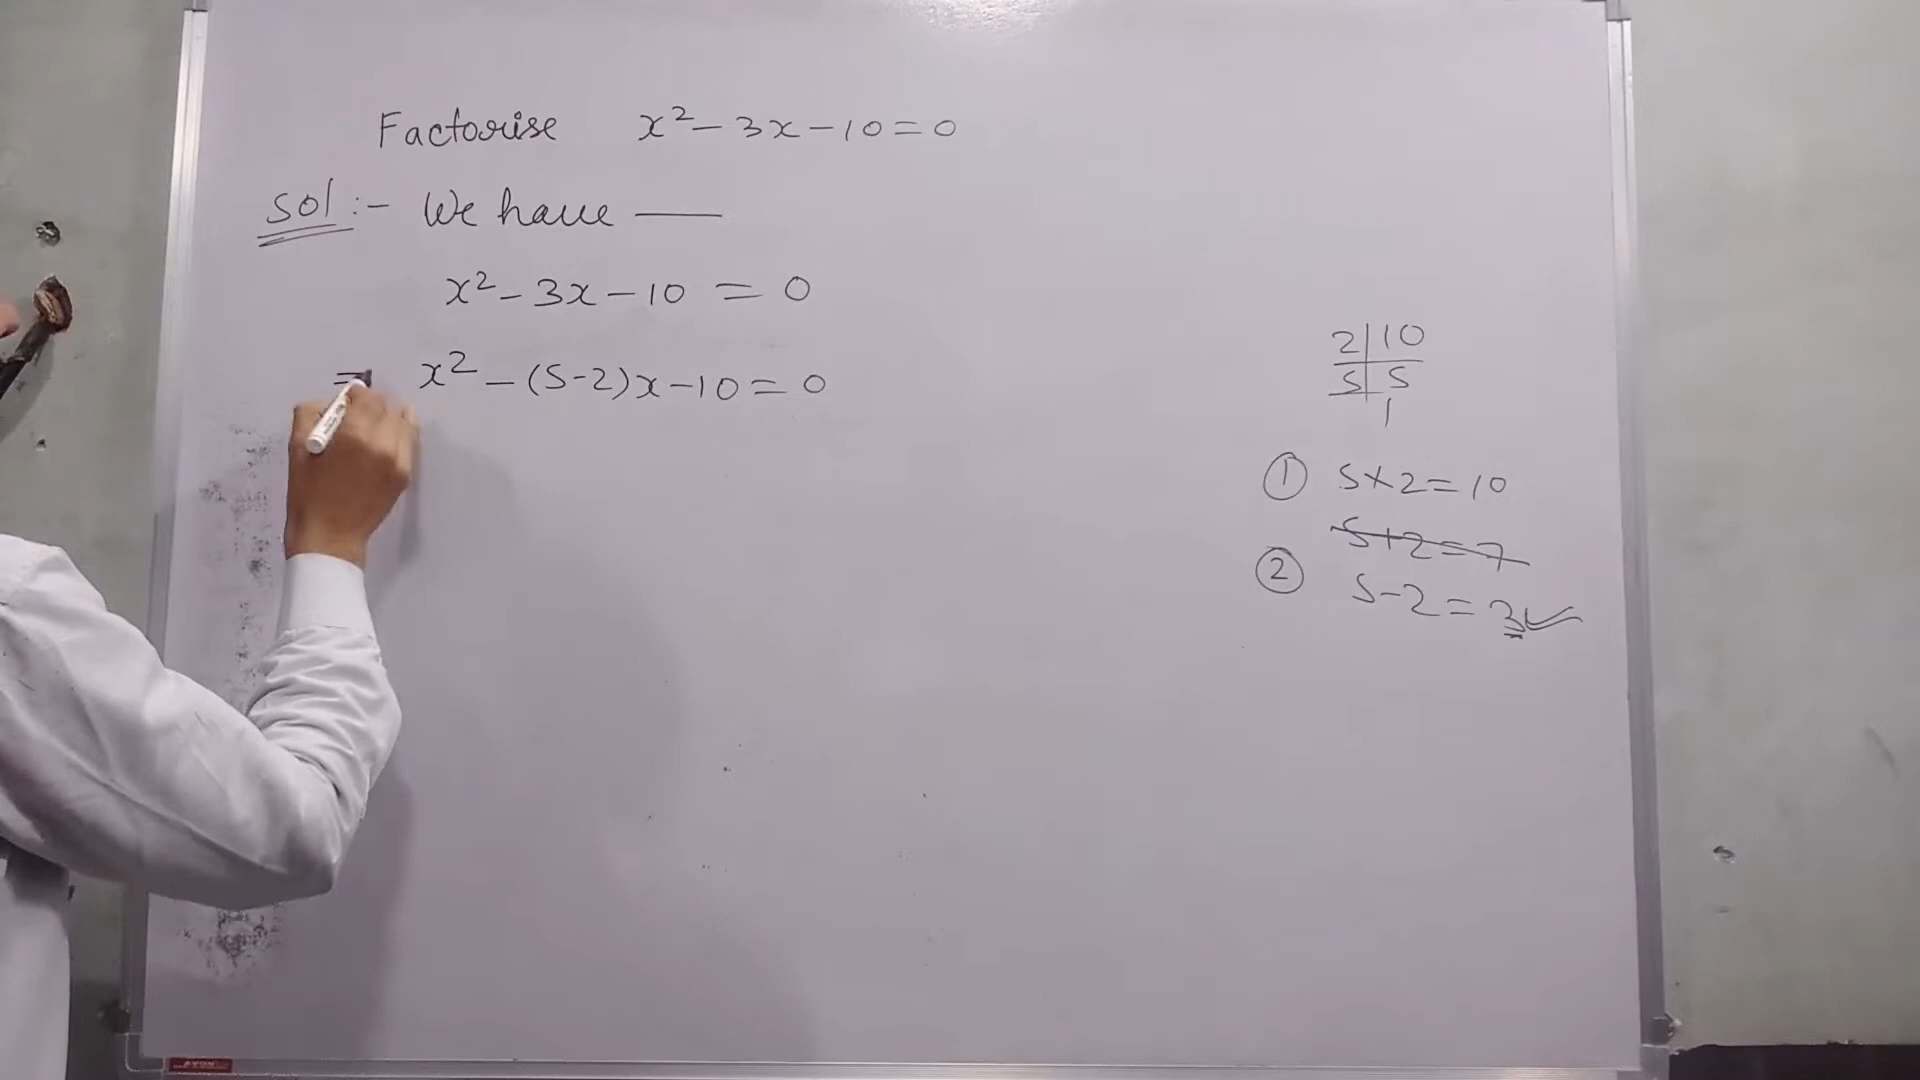 Factorise x² - 3x - 10 = 0
Sol :- We have —
x² - 3x - 10 = 0
⇒ x² - (5-2)x - 10 = 0
2 | 10
5 | 5
1
① 5×2=10
5+2=7
② 5-2=3✓